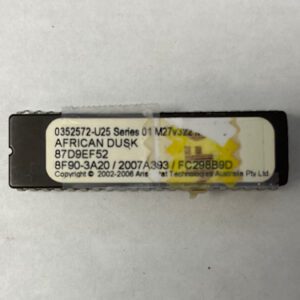 0352572-U25 Series 01 M27V322
AFRICAN DUSK
87D9EF52
8F90-3A20 / 2007A393 / FC298B9D
Copyright © 2002-2006 Technologies Australia Pty Ltd